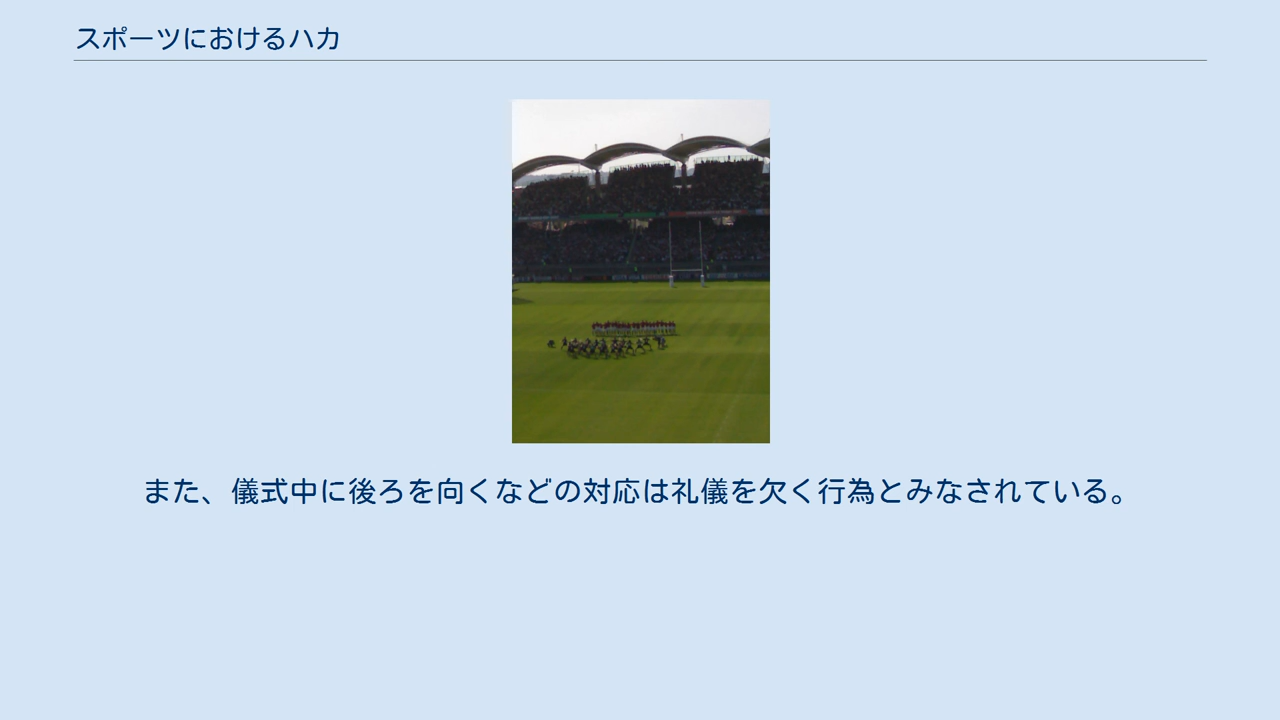 スポーツにおけるハカ
また、儀式中に後ろを向くなどの対応は礼儀を欠く行為とみなされている。